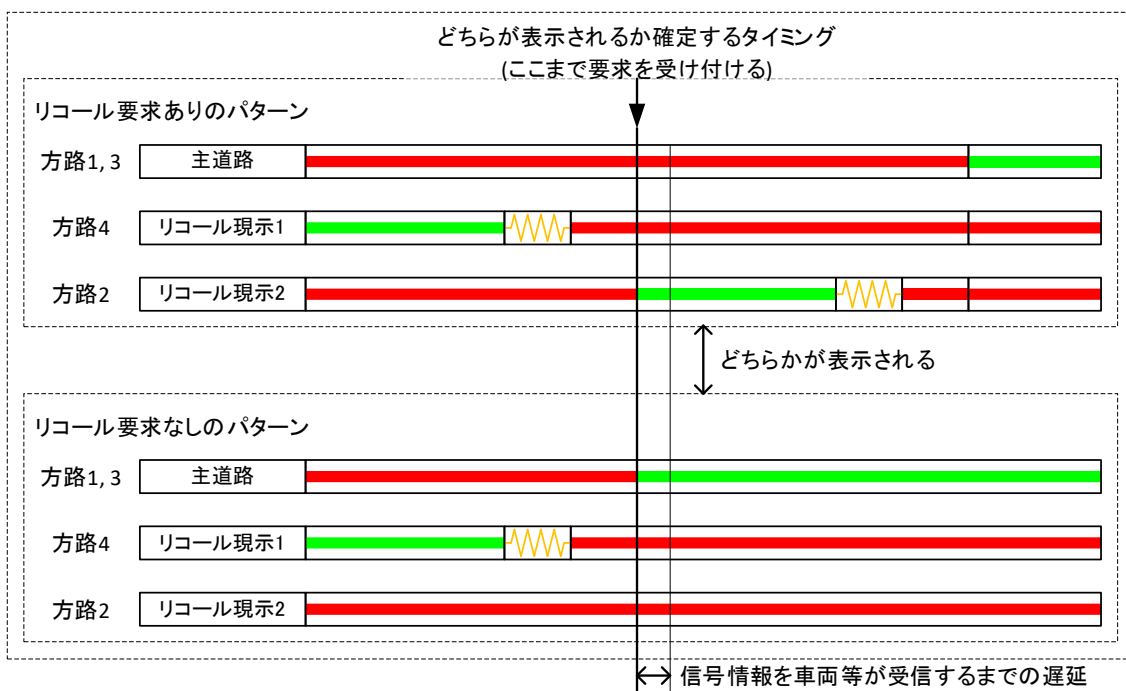 どちらが表示されるか確定するタイミング
(ここまで要求を受け付ける)
リコール要求ありのパターン
方路1, 3 主道路
方路4 リコール現示1
方路2 リコール現示2
どちらかが表示される
リコール要求なしのパターン
方路1, 3 主道路
方路4 リコール現示1
方路2 リコール現示2
信号情報を車両等が受信するまでの遅延